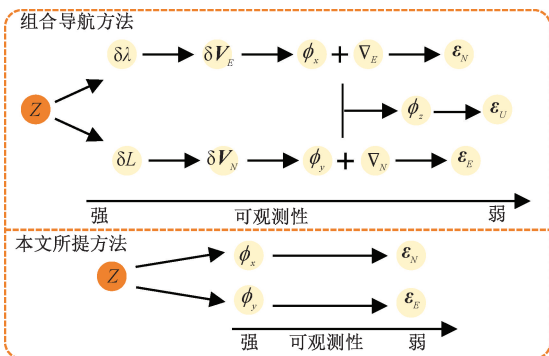 组合导航方法
δλ δV_E ϕ_x + ∇_E ε_N
Z ϕ_z ε_U
δL δV_N ϕ_y + ∇_N ε_E
强 可观测性 弱
本文所提方法
ϕ_x ε_N
Z
ϕ_y ε_E
强 可观测性 弱